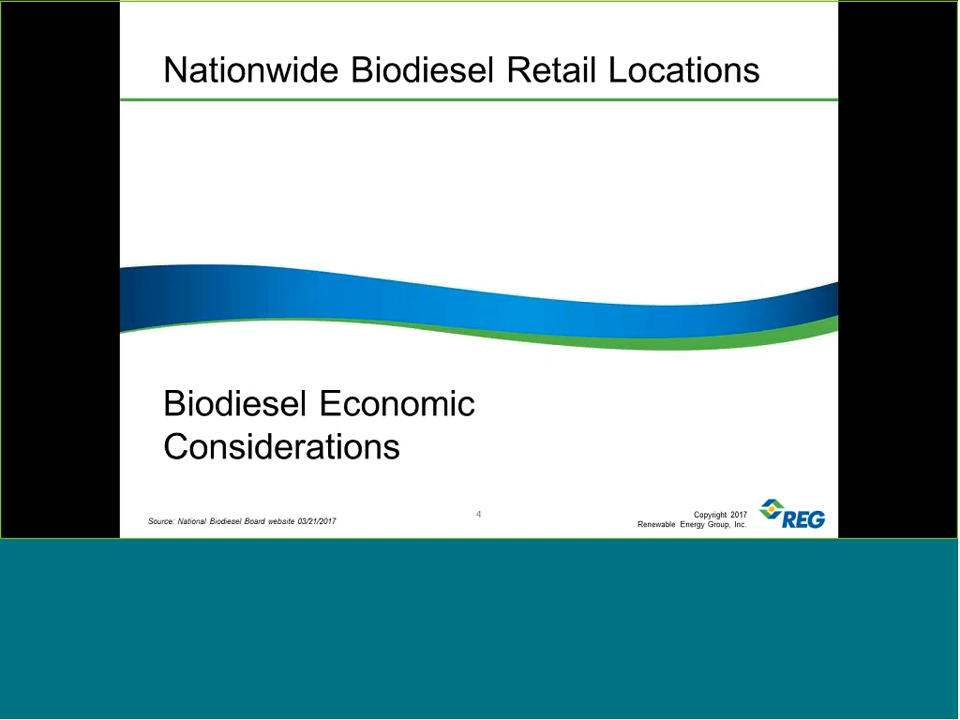 Nationwide Biodiesel Retail Locations
Biodiesel Economic
Considerations
Source: National Biodiesel Board website 03/21/2017
4
Copyright 2017
Renewable Energy Group, Inc.
REG